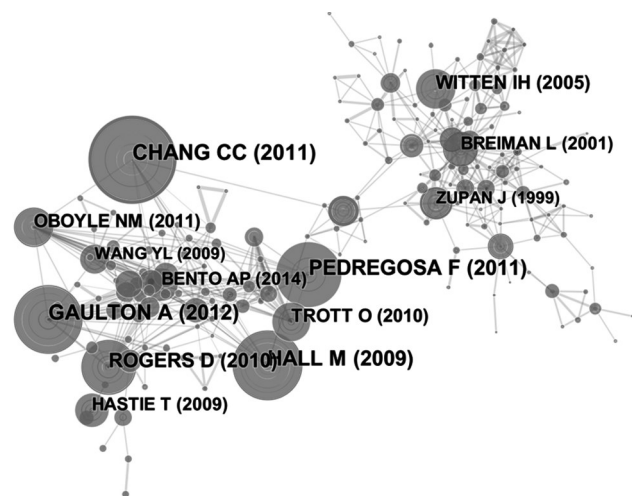 WITTEN IH (2005)
BREIMAN L (2001)
CHANG CC (2011)
ZUPAN J (1999)
OBOYLE NM (2011)
WANG YL (2009)
PEDREGOSA F (2011)
BENTO AP (2014)
GAULTON A (2012)
TROTT O (2010)
ROGERS D (2010)
HALL M (2009)
HASTIE T (2009)